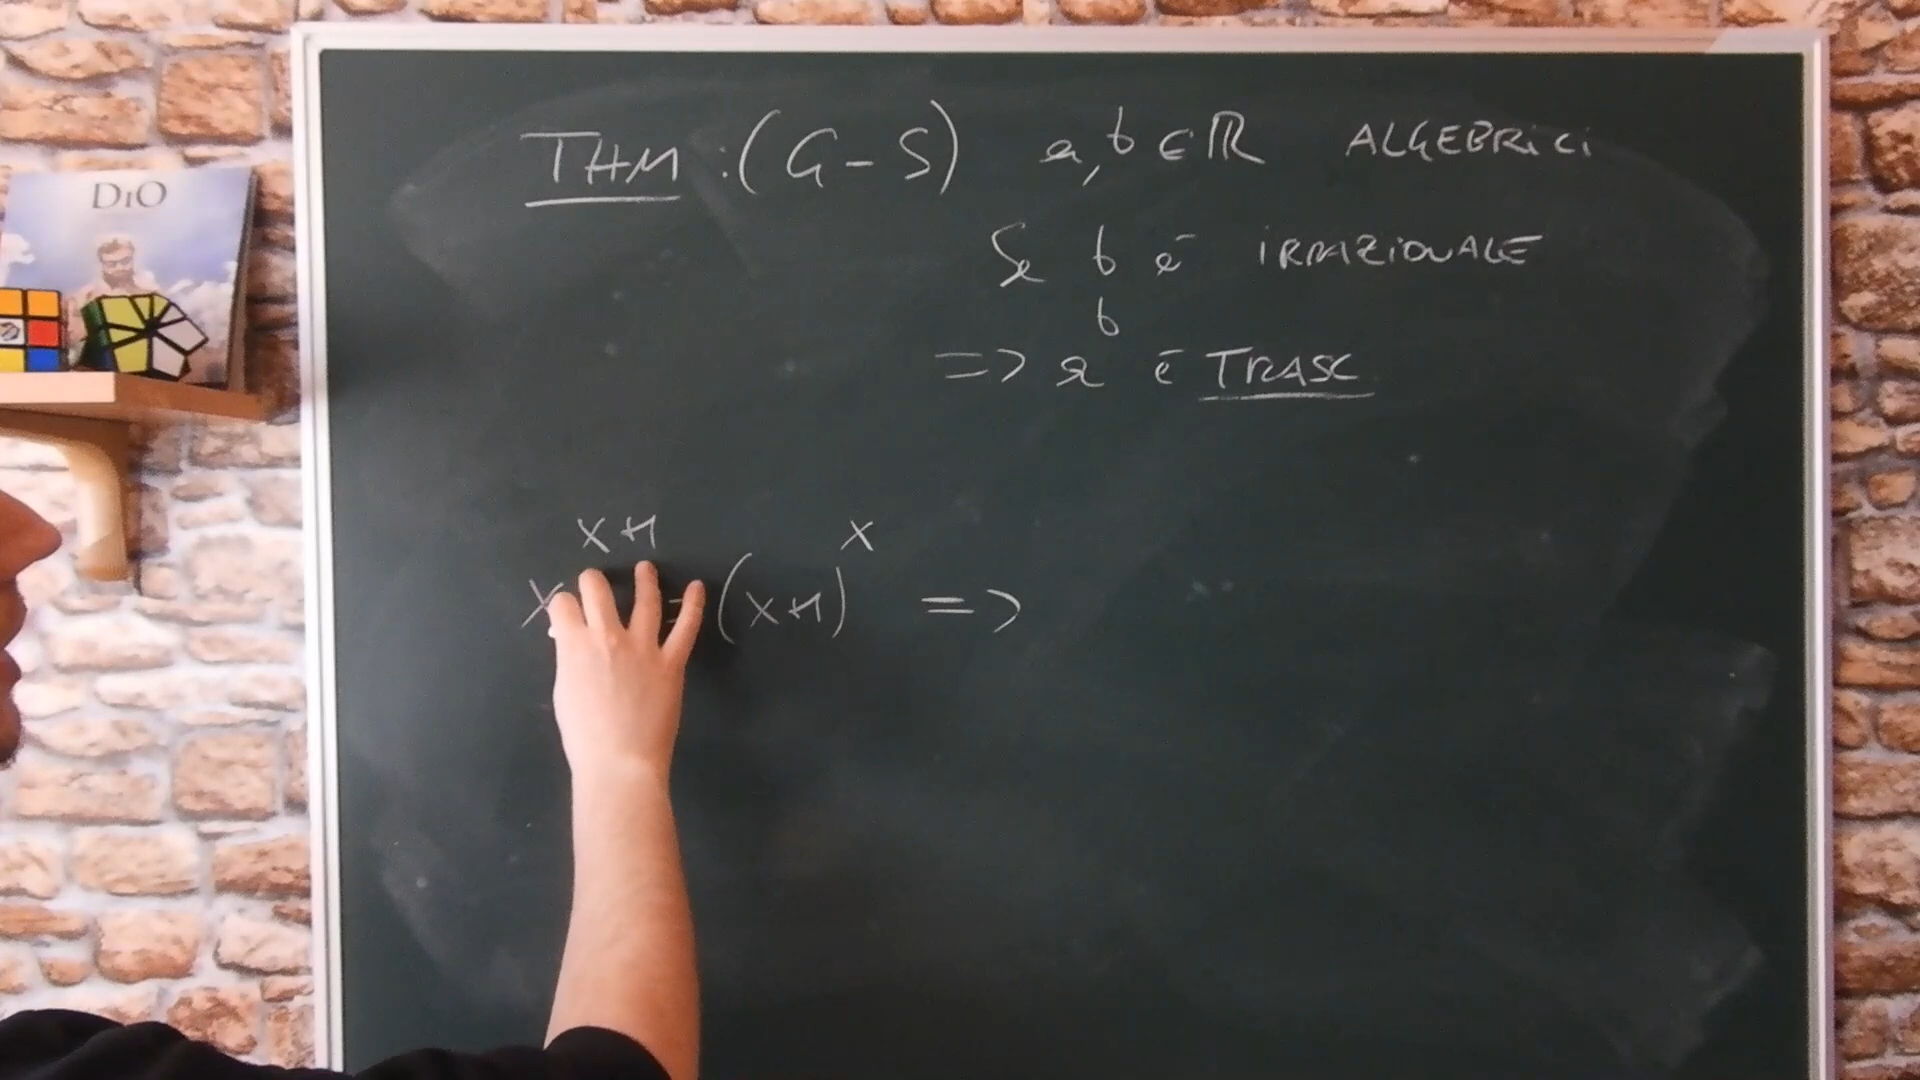 DiO
THM : (G-S) a, b ∈ ℝ ALGEBRICI
Se b è IRRAZIONALE
=> a^b è TRASC
x^{x+1} = (x+1)^x =>